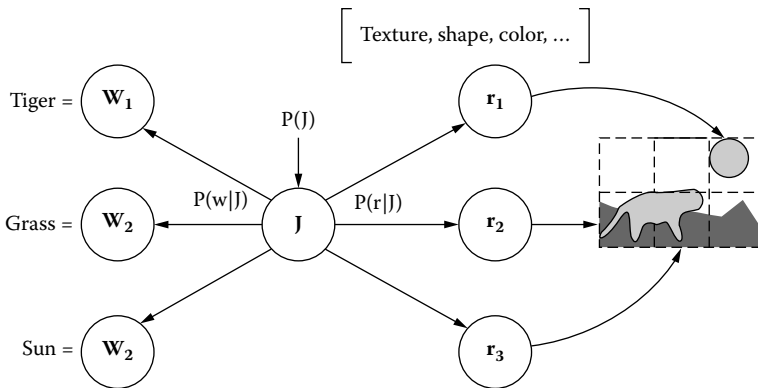 [Texture, shape, color, ...]
Tiger = W₁
r₁
P(J)
P(w|J)
P(r|J)
Grass = W₂
J
r₂
Sun = W₂
r₃